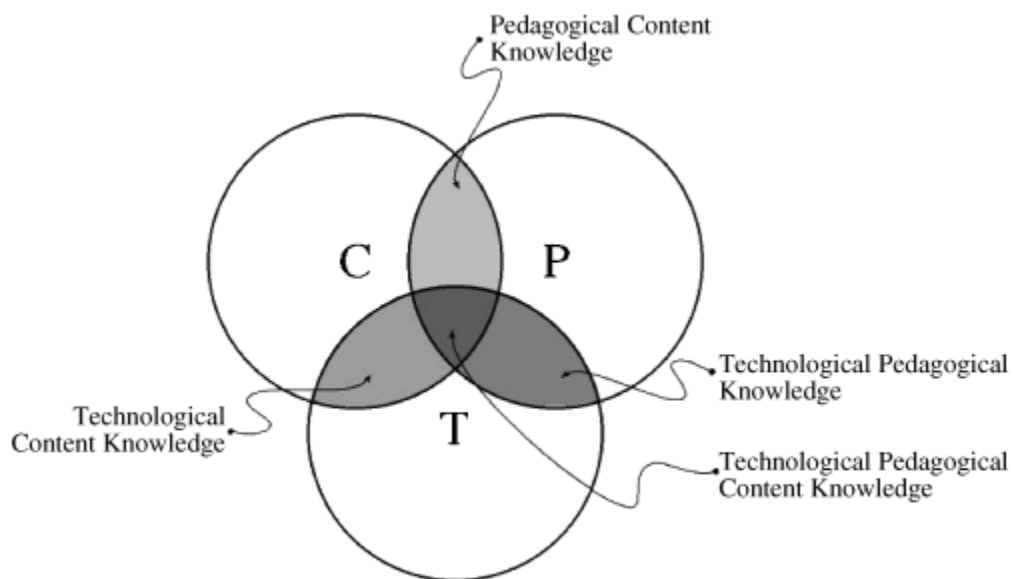 Pedagogical Content
Knowledge
C
P
Technological Pedagogical
Knowledge
Technological
Content Knowledge
T
Technological Pedagogical
Content Knowledge